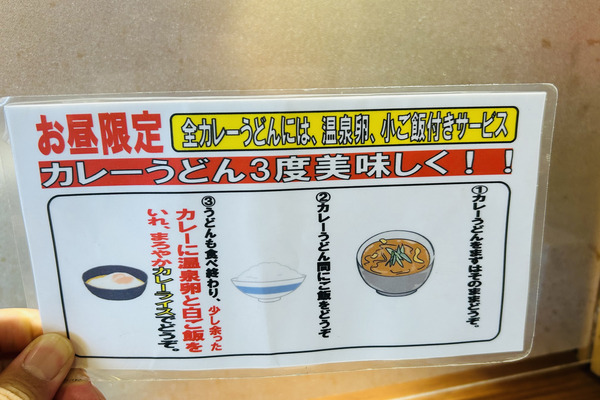 お昼限定
全カレーうどんには、温泉卵、小ご飯付きサービス
カレーうどん3度美味しく！！
①カレーうどんをまずはそのままどうぞ。
②カレーうどん間にご飯をどうぞ
③うどんも食べ終わり、少し余った
カレーに温泉卵と白ご飯を
いれ、まろやかカレーライスでどうぞ。